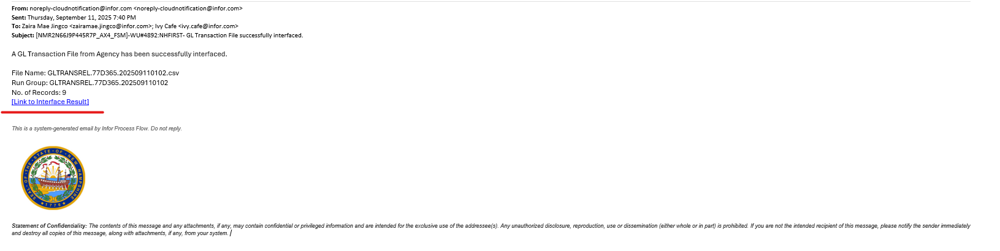 From: noreply-cloudnotification@infor.com <noreply-cloudnotification@infor.com>
Sent: Thursday, September 11, 2025 7:40 PM
To: Zaira Mae Jingco <zairamae.jingco@infor.com>; Ivy Cafe <ivy.cafe@infor.com>
Subject: [NMR2N66J9P445R7P_AX4_FSM]-WU#4892:NHFIRST- GL Transaction File successfully interfaced.
A GL Transaction File from Agency has been successfully interfaced.
File Name: GLTRANSREL.77D365.202509110102.csv
Run Group: GLTRANSREL.77D365.202509110102
No. of Records: 9
[Link to Interface Result]
This is a system-generated email by Infor Process Flow. Do not reply.
SEAL · OF · THE · STATE · OF · NEW HAMPSHIRE
1776
Statement of Confidentiality: The contents of this message and any attachments, if any, may contain confidential or privileged information and are intended for the exclusive use of the addressee(s). Any unauthorized disclosure, reproduction, use or dissemination (either whole or in part) is prohibited. If you are not the intended recipient of this message, please notify the sender immediately
and destroy all copies of this message, along with attachments, if any, from your system.